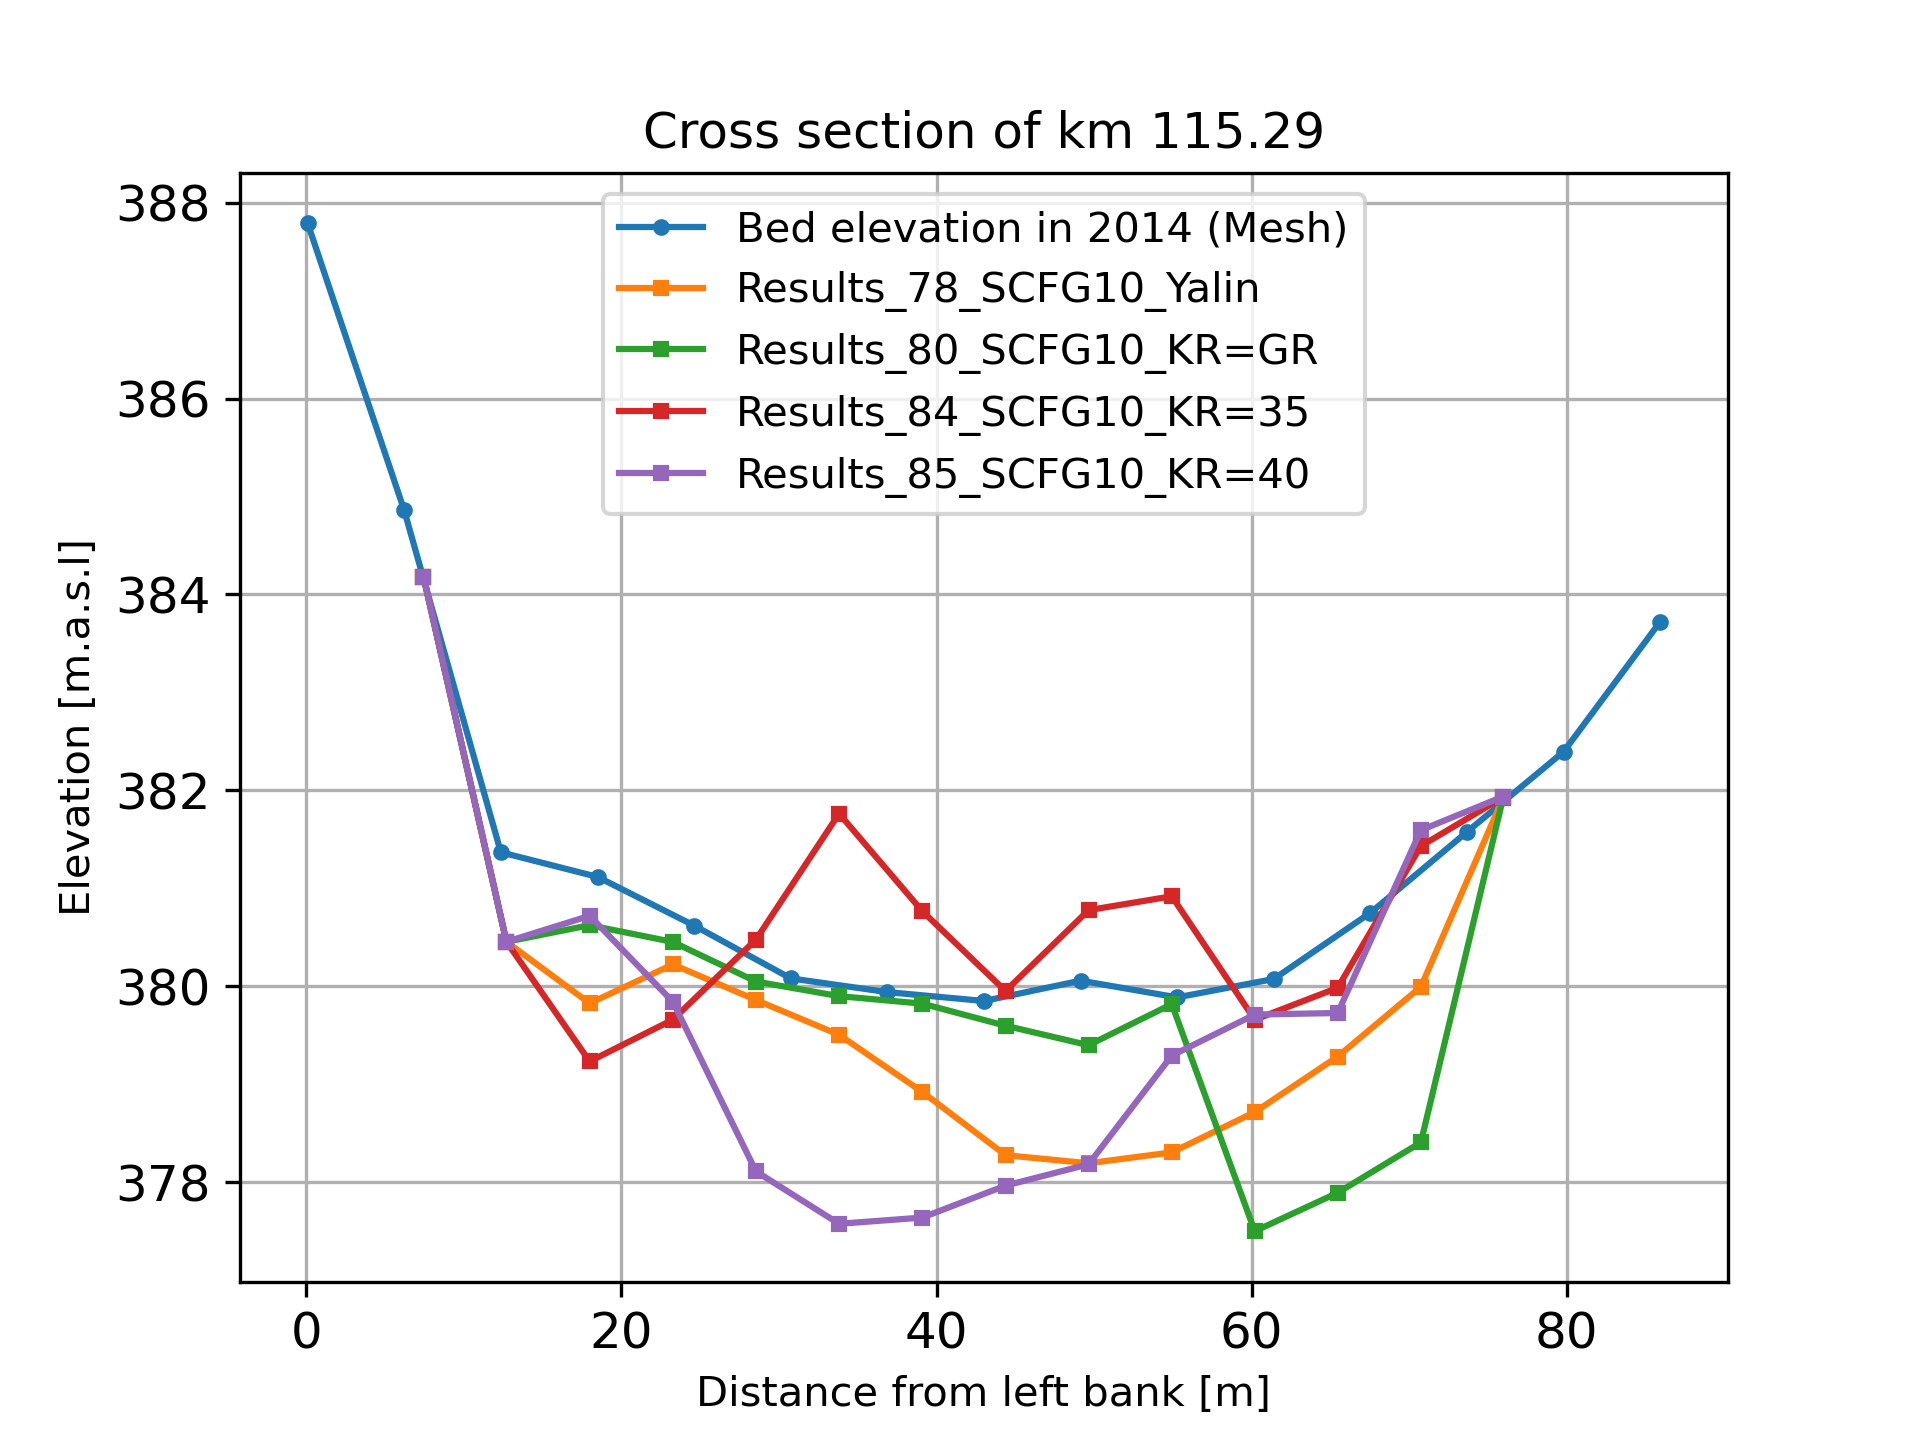 Cross section of km 115.29
Bed elevation in 2014 (Mesh)
Results_78_SCFG10_Yalin
Results_80_SCFG10_KR=GR
Results_84_SCFG10_KR=35
Results_85_SCFG10_KR=40
Elevation [m.a.s.l]
388
386
384
382
380
378
0 20 40 60 80
Distance from left bank [m]